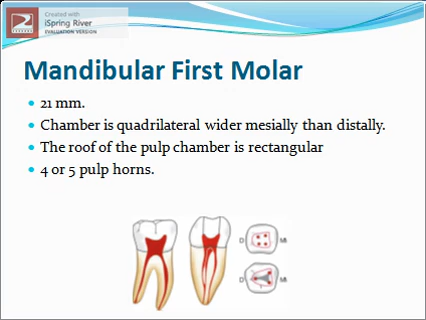 Created with
iSpring River
EVALUATION VERSION
Mandibular First Molar
21 mm.
Chamber is quadrilateral wider mesially than distally.
The roof of the pulp chamber is rectangular
4 or 5 pulp horns.
D
D